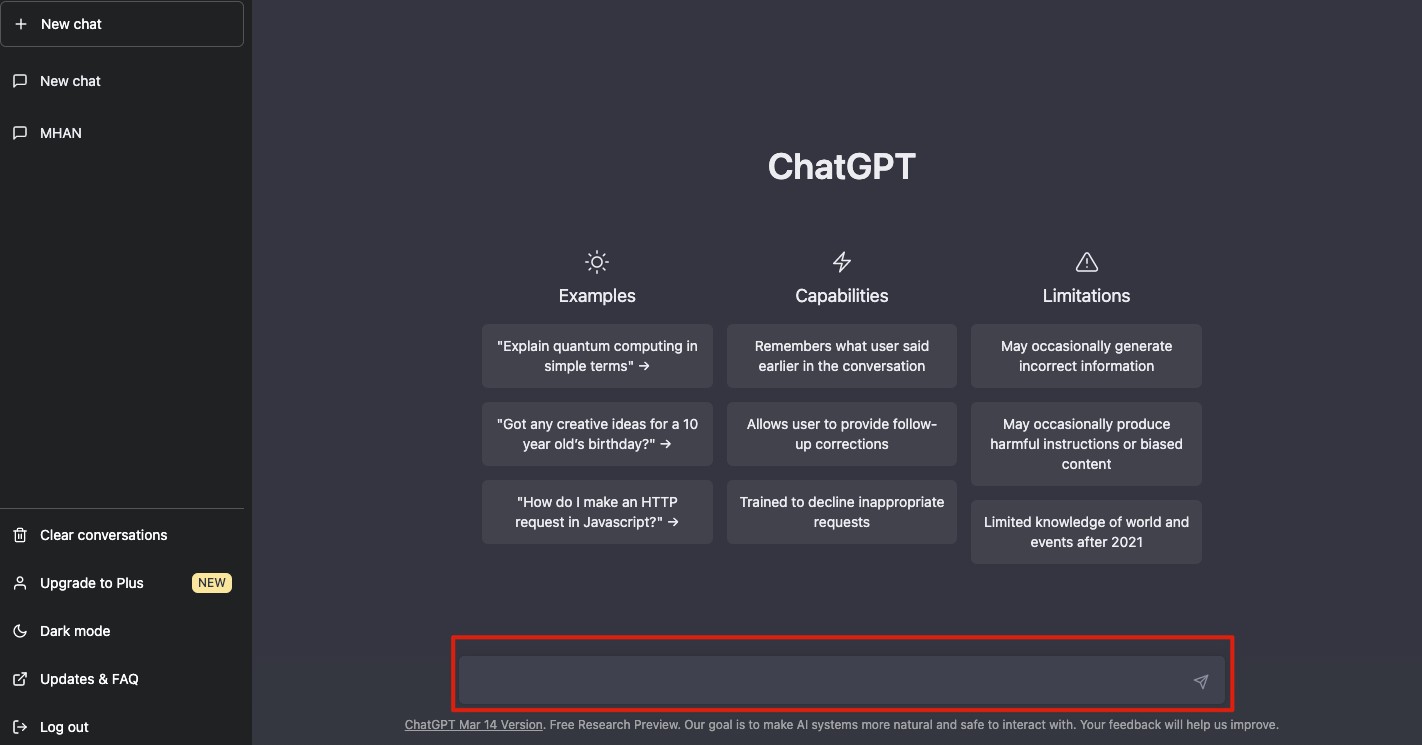 New chat
New chat
MHAN
Clear conversations
Upgrade to Plus NEW
Dark mode
Updates & FAQ
Log out
ChatGPT
Examples
"Explain quantum computing in
simple terms" →
"Got any creative ideas for a 10
year old’s birthday?" →
"How do I make an HTTP
request in Javascript?" →
Capabilities
Remembers what user said
earlier in the conversation
Allows user to provide follow-
up corrections
Trained to decline inappropriate
requests
Limitations
May occasionally generate
incorrect information
May occasionally produce
harmful instructions or biased
content
Limited knowledge of world and
events after 2021
ChatGPT Mar 14 Version. Free Research Preview. Our goal is to make AI systems more natural and safe to interact with. Your feedback will help us improve.